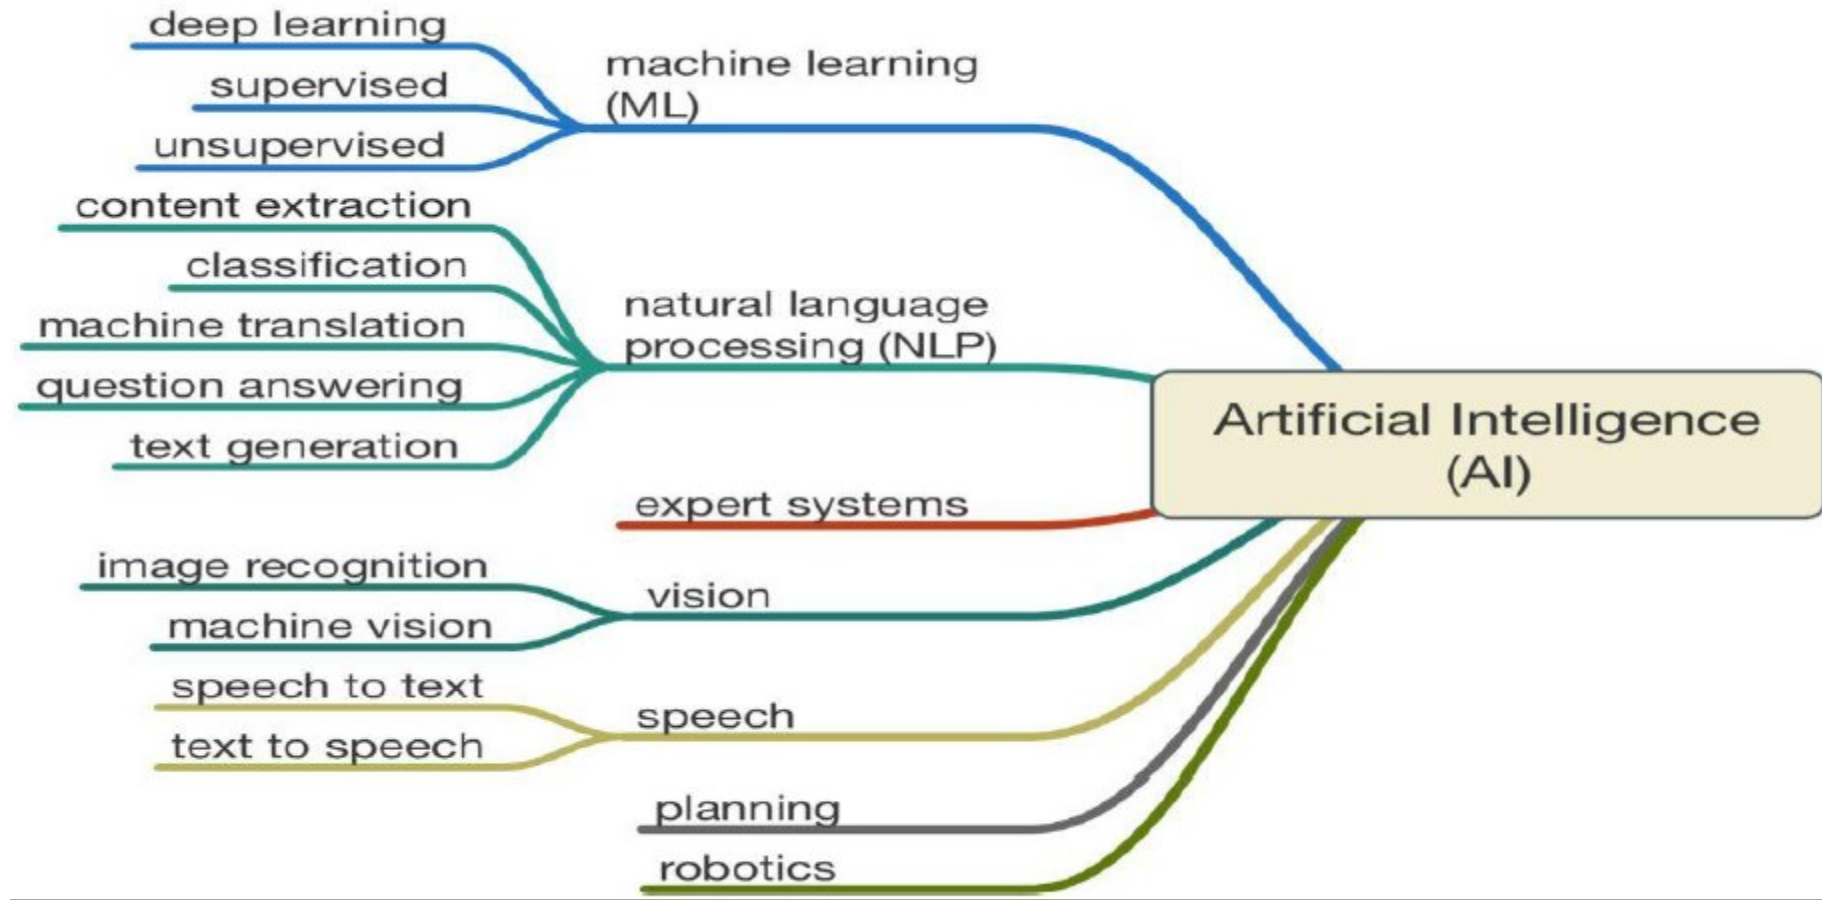 deep learning
supervised
unsupervised
machine learning
(ML)
content extraction
classification
machine translation
question answering
text generation
natural language
processing (NLP)
expert systems
image recognition
machine vision
vision
speech to text
text to speech
speech
planning
robotics
Artificial Intelligence
(AI)